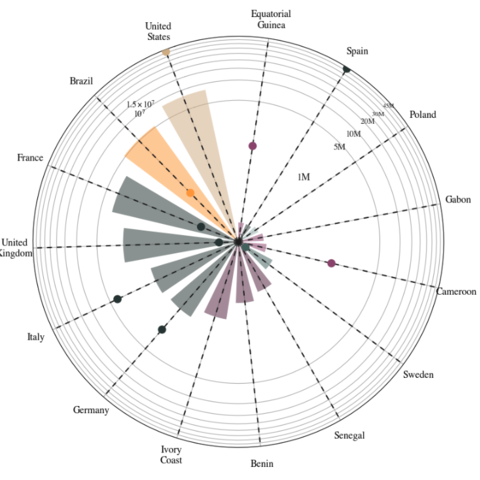 Equatorial
Guinea
United
States
Spain
Brazil
1.5×10⁷
10⁷
20M
10M
5M
Poland
France
1M
Gabon
United
Kingdom
Cameroon
Italy
Sweden
Germany
Senegal
Ivory
Coast
Benin